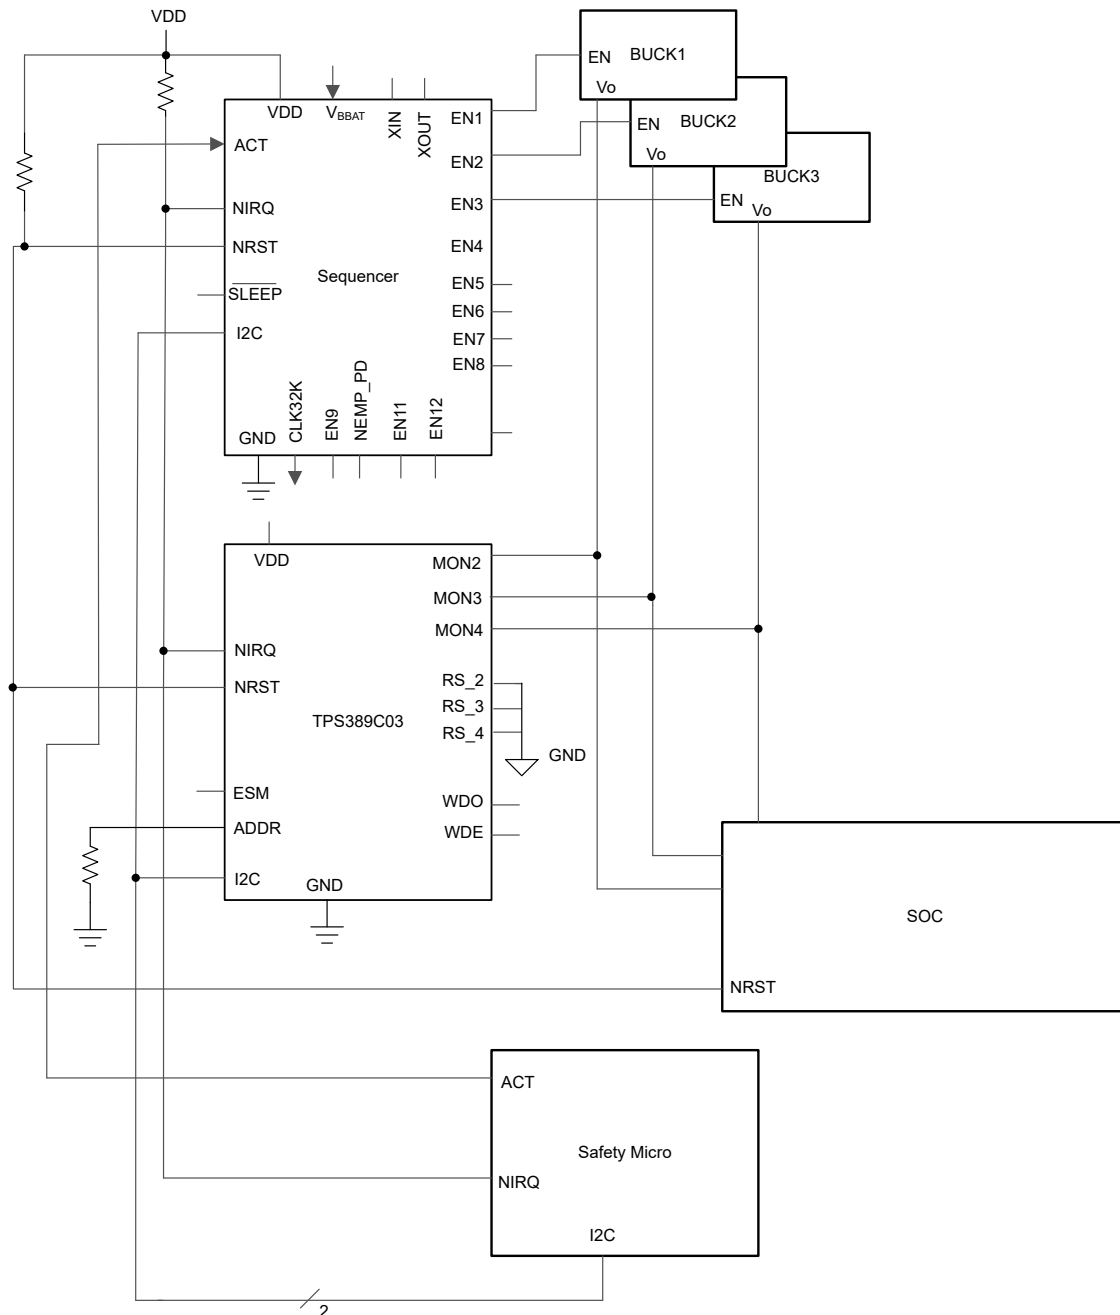 VDD
BUCK1
EN
Vo
BUCK2
EN
Vo
BUCK3
EN
Vo
VDD
VBBAT
XIN
XOUT
EN1
ACT
EN2
NIRQ
EN3
NRST
EN4
Sequencer
SLEEP
EN5
EN6
I2C
EN7
EN8
GND
CLK32K
EN9
NEMP_PD
EN11
EN12
VDD
MON2
MON3
MON4
NIRQ
NRST
RS_2
RS_3
RS_4
TPS389C03
GND
ESM
WDO
ADDR
WDE
I2C
GND
SOC
NRST
ACT
Safety Micro
NIRQ
I2C
2